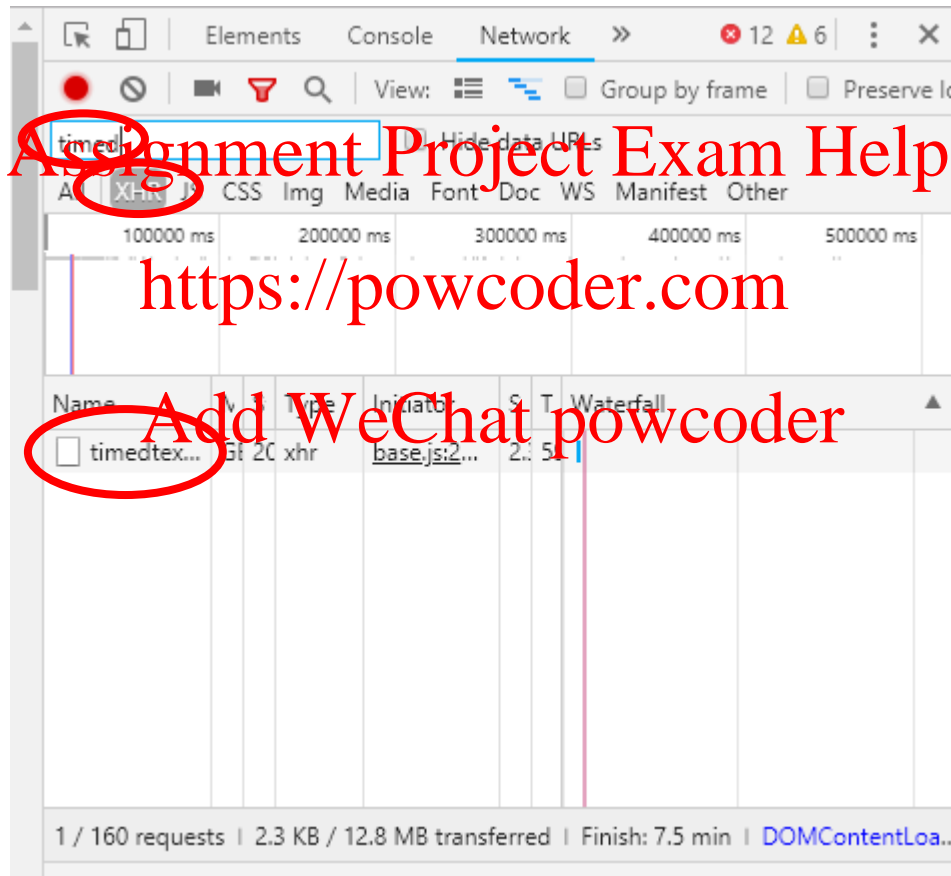 Elements Console Network » 12 6
View: Group by frame Preserve
timed Hide data URLs
Assignment Project Exam Help
XHR JS CSS Img Media Font Doc WS Manifest Other
100000 ms 200000 ms 300000 ms 400000 ms 500000 ms
https://powcoder.com
Name Type Initiator S T Waterfall
Add WeChat powcoder
timedtex... GE 20 xhr base.js:2...
1 / 160 requests | 2.3 KB / 12.8 MB transferred | Finish: 7.5 min | DOMContentLoa...